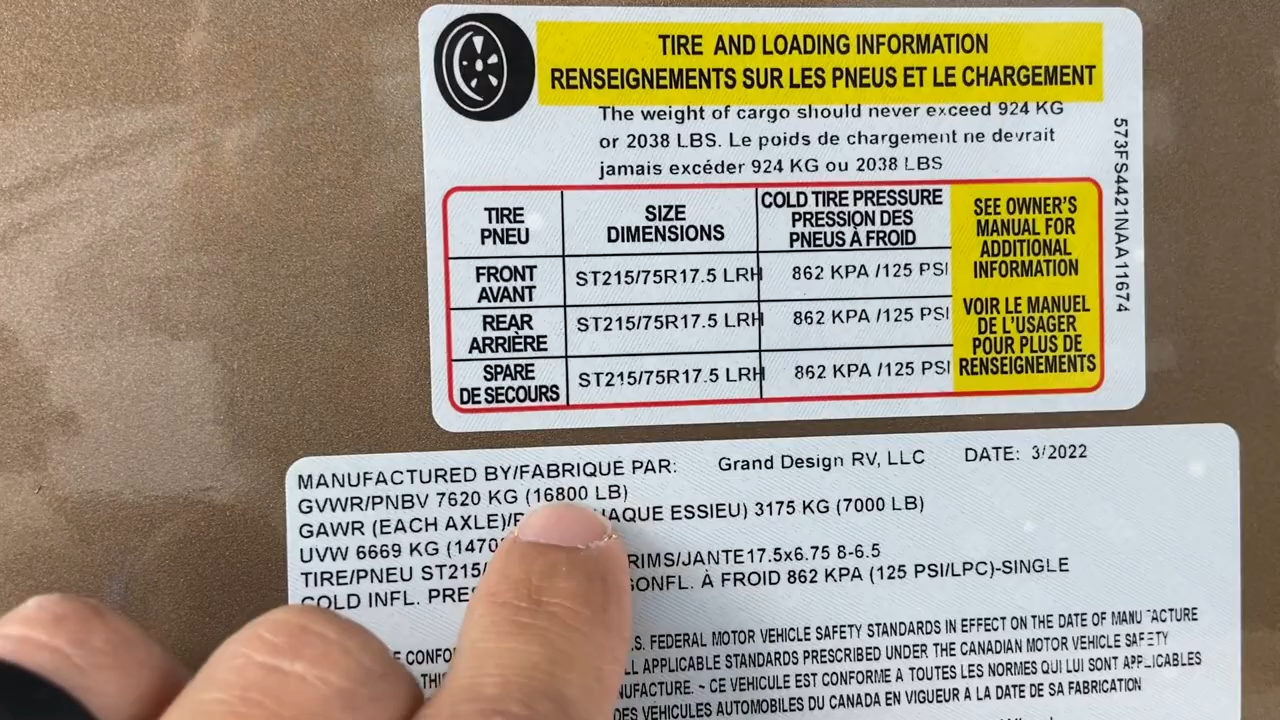 TIRE AND LOADING INFORMATION
RENSEIGNEMENTS SUR LES PNEUS ET LE CHARGEMENT
The weight of cargo should never exceed 924 KG
or 2038 LBS. Le poids de chargement ne devrait
jamais excéder 924 KG ou 2038 LBS
TIRE
PNEU
SIZE
DIMENSIONS
COLD TIRE PRESSURE
PRESSION DES
PNEUS À FROID
FRONT
AVANT
ST215/75R17.5 LRH
862 KPA /125 PSI
REAR
ARRIÈRE
ST215/75R17.5 LRH
862 KPA /125 PSI
SPARE
DE SECOURS
ST215/75R17.5 LRH
862 KPA /125 PSI
SEE OWNER'S
MANUAL FOR
ADDITIONAL
INFORMATION
VOIR LE MANUEL
DE L'USAGER
POUR PLUS DE
RENSEIGNEMENTS
573FS4421NAA11674
MANUFACTURED BY/FABRIQUE PAR: Grand Design RV, LLC DATE: 3/2022
GVWR/PNBV 7620 KG (16800 LB)
GAWR (EACH AXLE)/ ESSIEU) 3175 KG (7000 LB)
UVW 6669 KG RIMS/JANTE17.5x6.75 8-6.5
TIRE/PNEU À FROID 862 KPA (125 PSI/LPC)-SINGLE
COLD INFL.
FEDERAL MOTOR VEHICLE SAFETY STANDARDS IN EFFECT ON THE DATE OF MANUFACTURE
APPLICABLE STANDARDS PRESCRIBED UNDER THE CANADIAN MOTOR VEHICLE SAFETY
~ CE VEHICULE EST CONFORME A TOUTES LES NORMES QUI LUI SONT APPLICABLES
DES VEHICULES AUTOMOBILES DU CANADA EN VIGUEUR A LA DATE DE SA FABRICATION